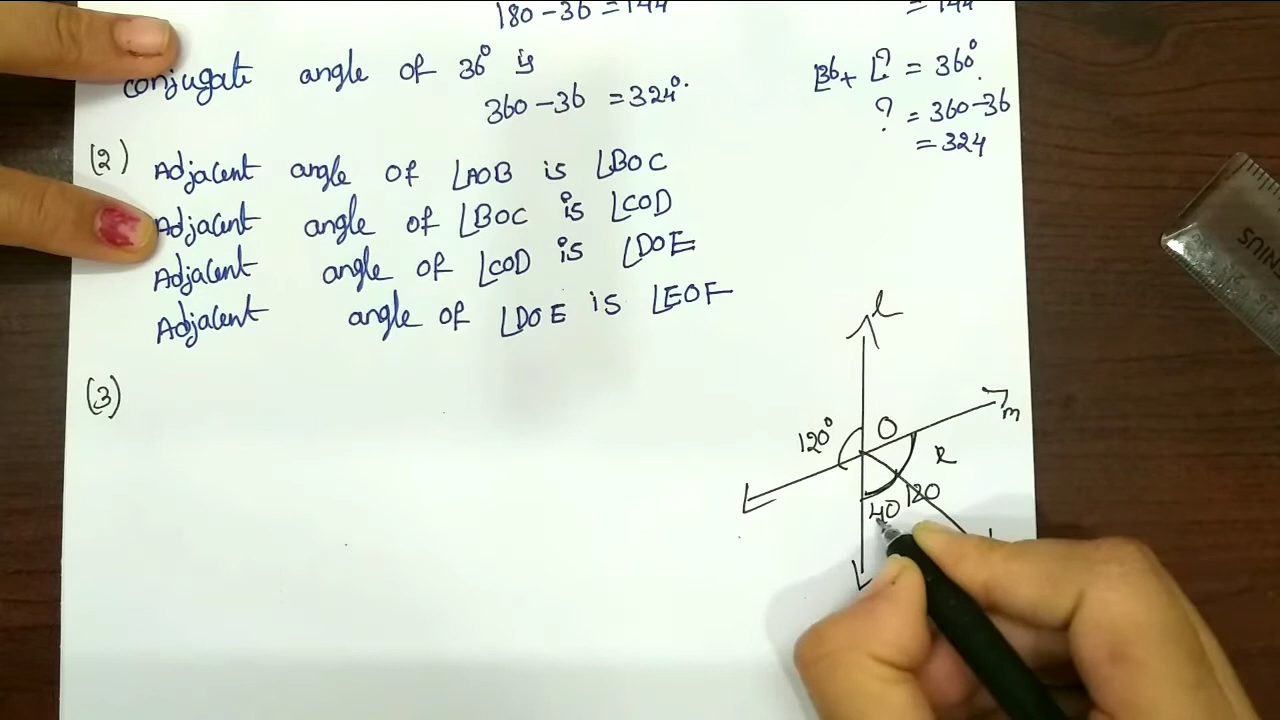 180 - 36 = 144
= 144
conjugate angle of 36° is
360 - 36 = 324°.
∠36 + ∠? = 360°.
? = 360 - 36
= 324
(2) Adjacent angle of ∠AOB is ∠BOC
Adjacent angle of ∠BOC is ∠COD
Adjacent angle of ∠COD is ∠DOE
Adjacent angle of ∠DOE is ∠EOF
(3)
l
m
120°
O
120
40